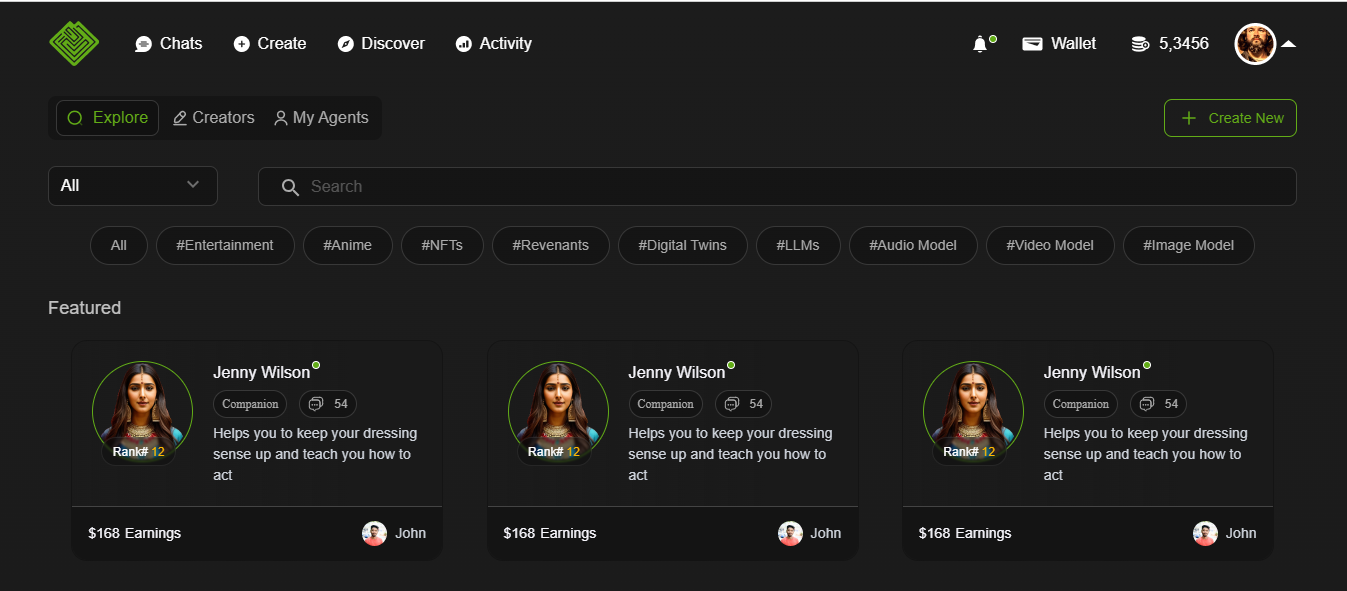 Chats Create Discover Activity Wallet 5,3456
Explore Creators My Agents Create New
All Search
All #Entertainment #Anime #NFTs #Revenants #Digital Twins #LLMs #Audio Model #Video Model #Image Model
Featured
Jenny Wilson
Companion 54
Helps you to keep your dressing
sense up and teach you how to
act
Rank# 12
$168 Earnings John
Jenny Wilson
Companion 54
Helps you to keep your dressing
sense up and teach you how to
act
Rank# 12
$168 Earnings John
Jenny Wilson
Companion 54
Helps you to keep your dressing
sense up and teach you how to
act
Rank# 12
$168 Earnings John